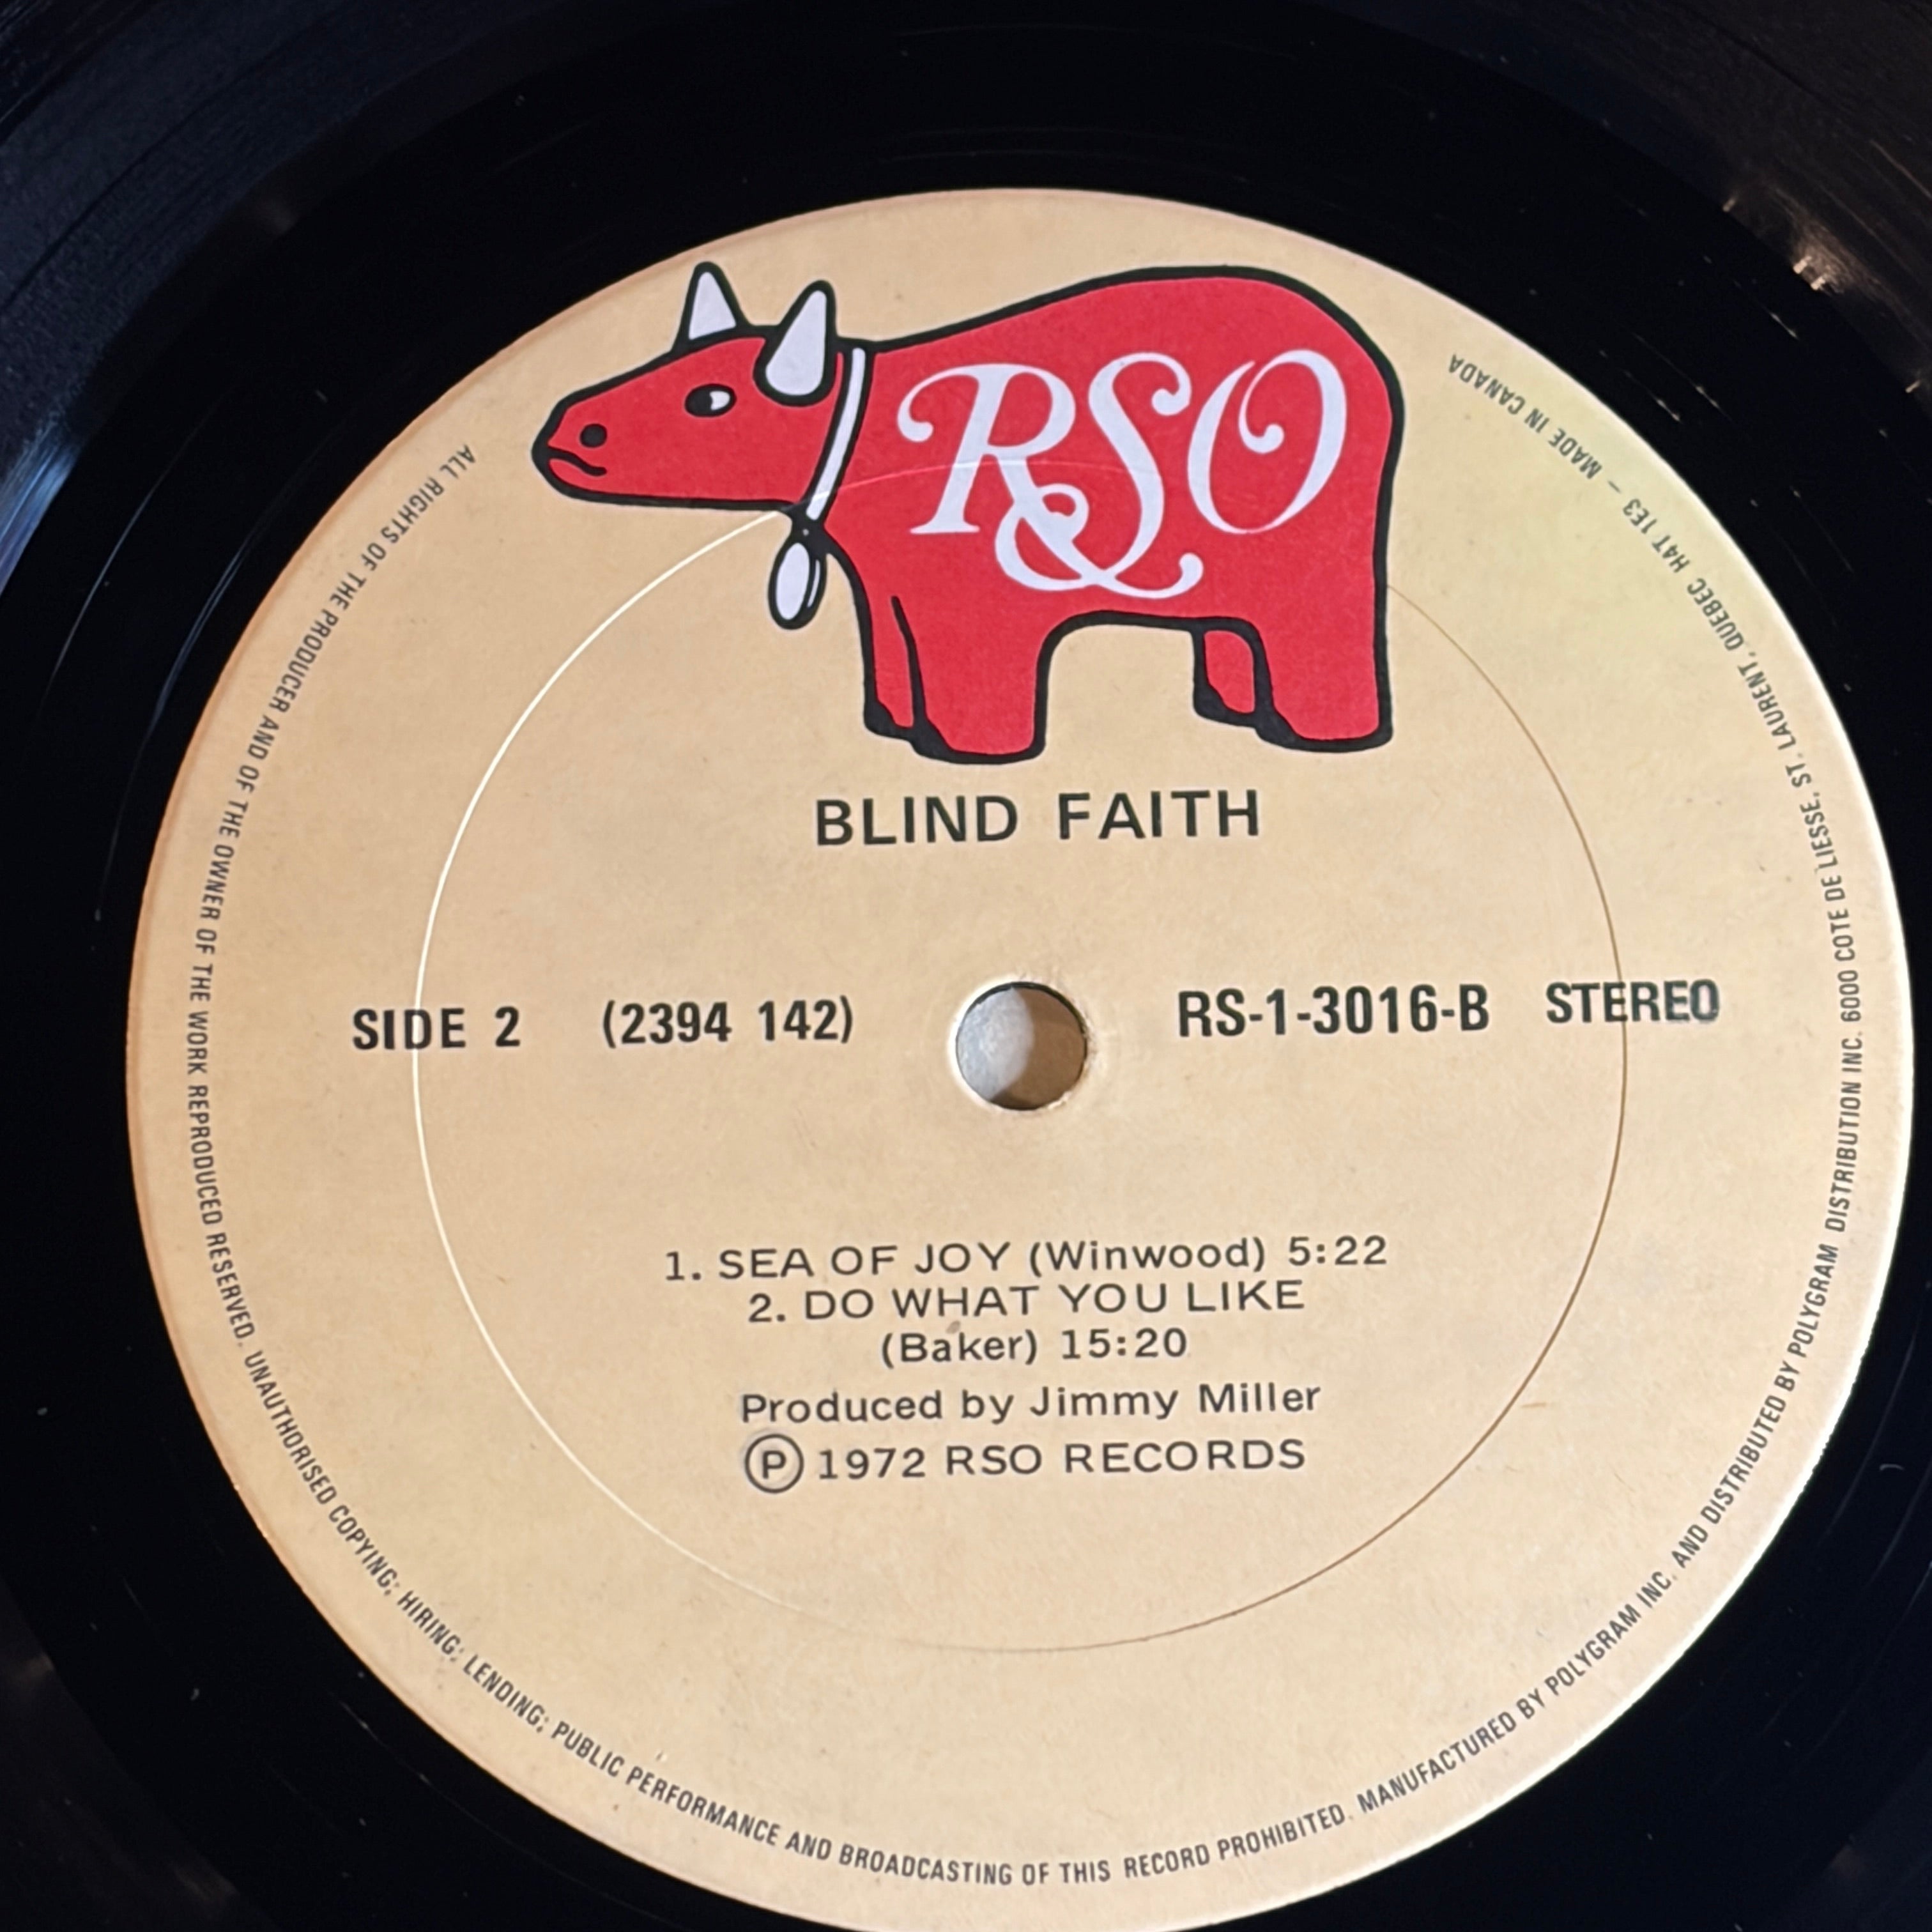 RSO
BLIND FAITH
SIDE 2 (2394 142) RS-1-3016-B STEREO
1. SEA OF JOY (Winwood) 5:22
2. DO WHAT YOU LIKE
(Baker) 15:20
Produced by Jimmy Miller
Ⓟ 1972 RSO RECORDS
ALL RIGHTS OF THE PRODUCER AND OF THE OWNER OF THE WORK REPRODUCED RESERVED. UNAUTHORISED COPYING; HIRING; LENDING; PUBLIC PERFORMANCE AND BROADCASTING OF THIS RECORD PROHIBITED. MANUFACTURED BY POLYGRAM INC. AND DISTRIBUTED BY POLYGRAM DISTRIBUTION INC. 6000 COTE DE LIESSE, ST. LAURENT, QUEBEC H4T 1E3 – MADE IN CANADA